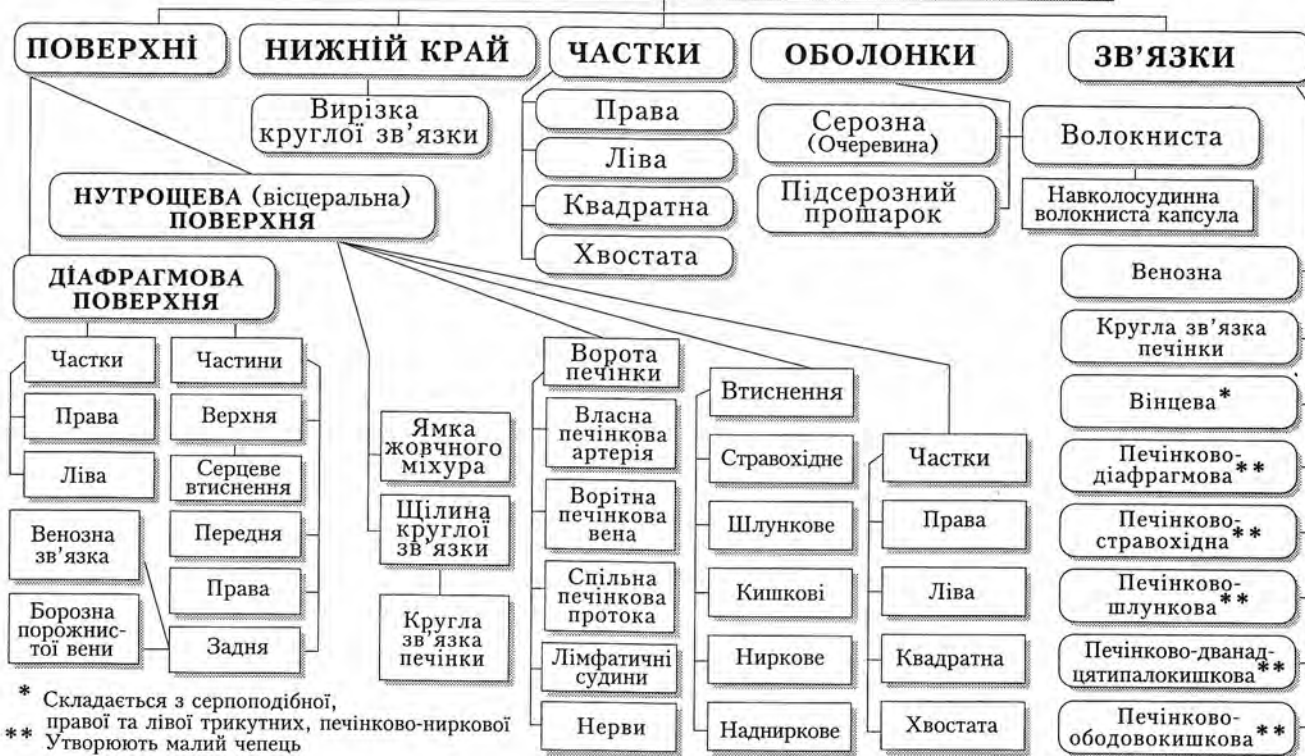 ПОВЕРХНІ
НИЖНІЙ КРАЙ
ЧАСТКИ
ОБОЛОНКИ
ЗВ’ЯЗКИ
Вирізка
круглої зв’язки
Права
Ліва
Квадратна
Хвостата
Серозна
(Очеревина)
Підсерозний
прошарок
Волокниста
Навколосудинна
волокниста капсула
НУТРОЩЕВА (вісцеральна)
ПОВЕРХНЯ
ДІАФРАГМОВА
ПОВЕРХНЯ
Частки
Права
Ліва
Частини
Верхня
Серцеве
втиснення
Передня
Права
Задня
Венозна
зв’язка
Борозна
порожнис-
тої вени
Ямка
жовчного
міхура
Щілина
круглої
зв’язки
Кругла
зв’язка
печінки
Ворота
печінки
Власна
печінкова
артерія
Ворітна
печінкова
вена
Спільна
печінкова
протока
Лімфатичні
судини
Нерви
Втиснення
Стравохідне
Шлункове
Кишкові
Ниркове
Надниркове
Частки
Права
Ліва
Квадратна
Хвостата
Венозна
Кругла зв’язка
печінки
Вінцева*
Печінково-
діафрагмова**
Печінково-
стравохідна**
Печінково-
шлункова**
Печінково-дванад-
цятипалокишкова**
Печінково-
ободовокишкова**
* Складається з серпоподібної,
правої та лівої трикутних, печінково-ниркової
** Утворюють малий чепець